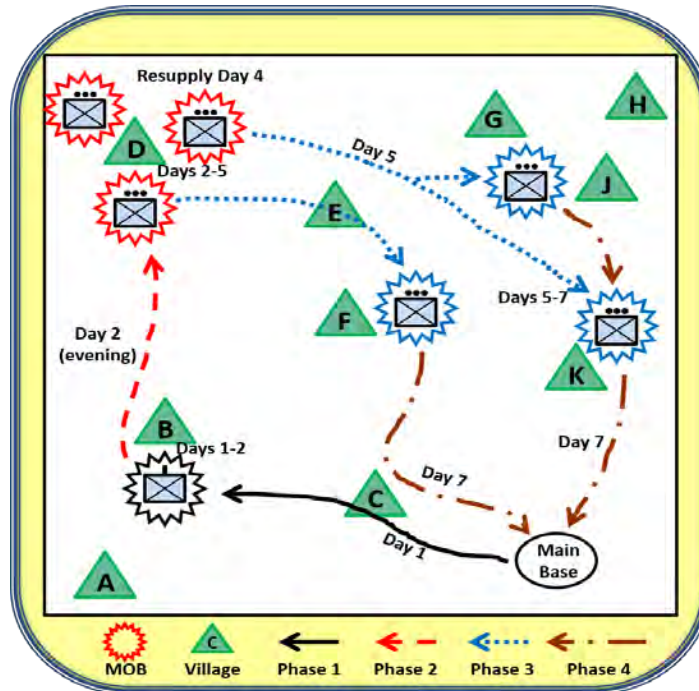 Resupply Day 4
H
G
D
Day 5
Days 2-5
J
E
Days 5-7
F
Day 2
(evening)
K
B
Days 1-2
Day 7
Day 7
C
Day 1
Main
Base
A
C
MOB
Village
Phase 1
Phase 2
Phase 3
Phase 4